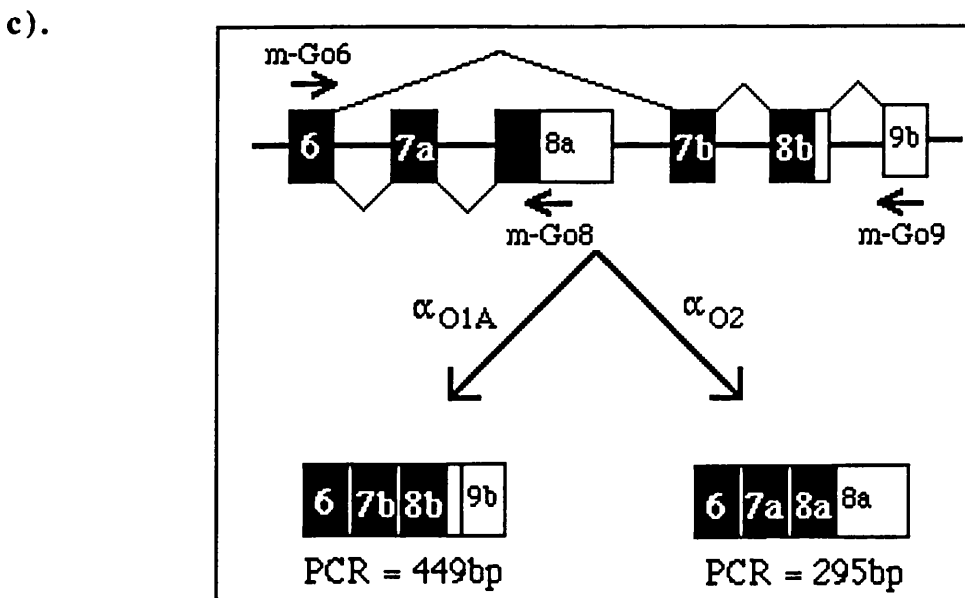 c).
m-Go6
6 7a 8a 7b 8b 9b
m-Go8 m-Go9
αO1A αO2
6 7b 8b 9b 6 7a 8a 8a
PCR = 449bp PCR = 295bp